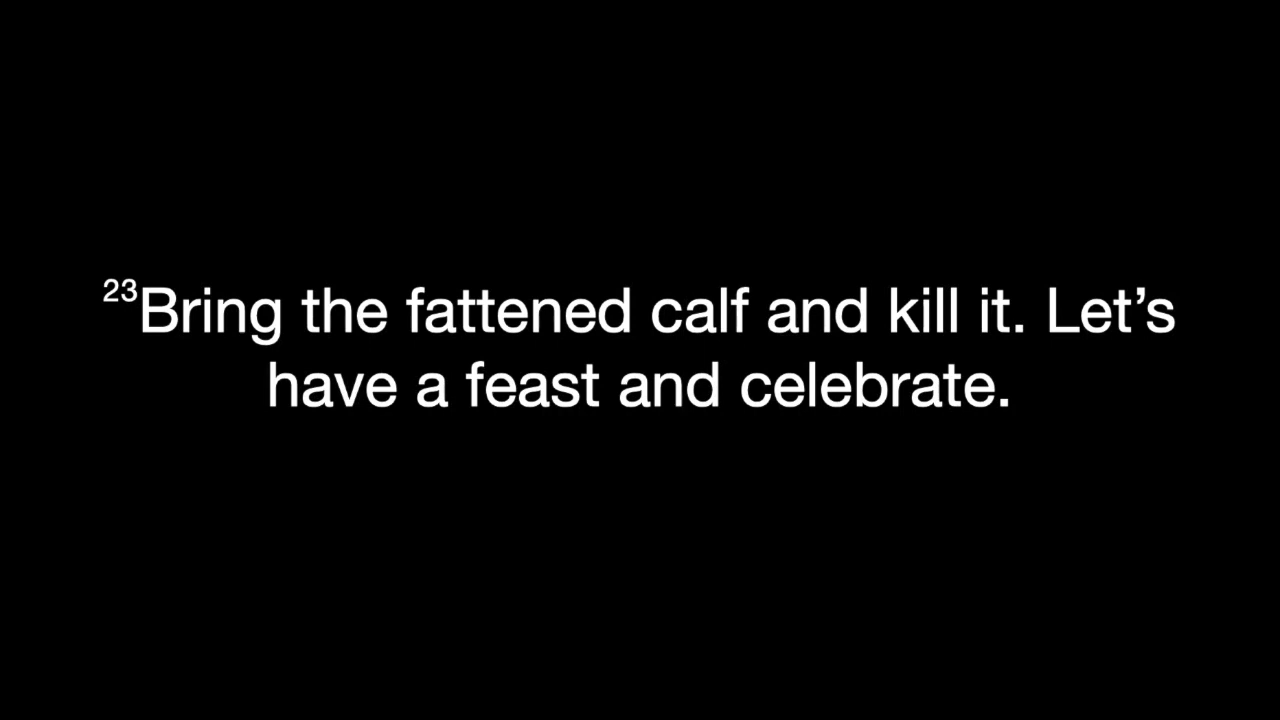 ²³Bring the fattened calf and kill it. Let’s
have a feast and celebrate.